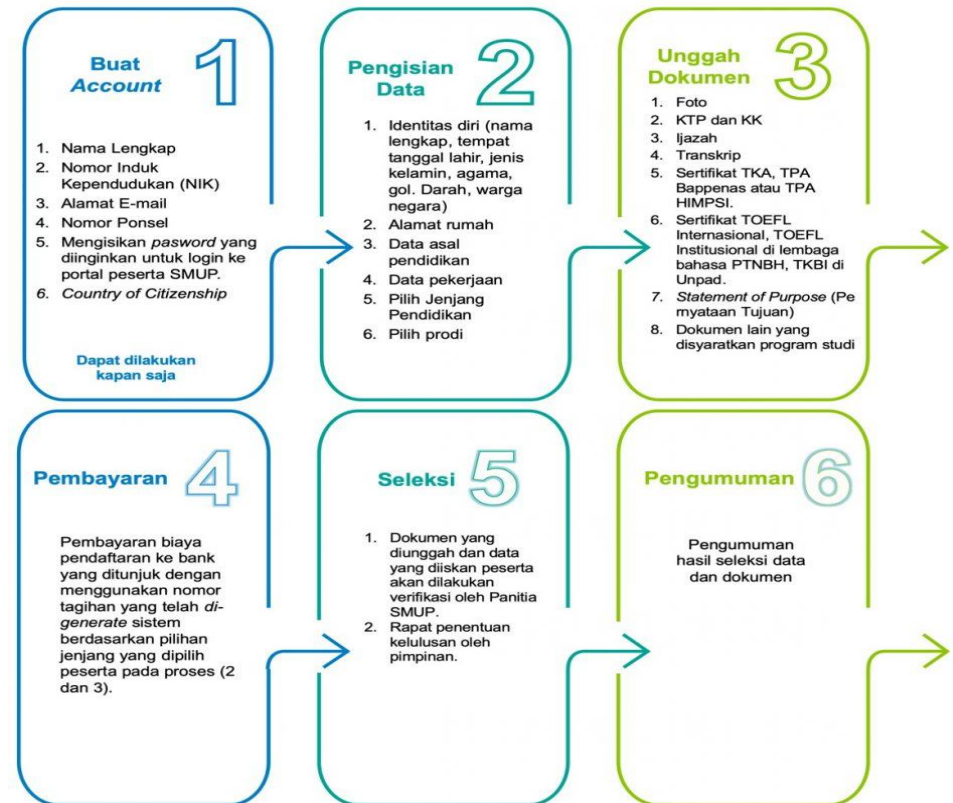 Buat
Account
1
1. Nama Lengkap
2. Nomor Induk
Kependudukan (NIK)
3. Alamat E-mail
4. Nomor Ponsel
5. Mengisikan pasword yang
diinginkan untuk login ke
portal peserta SMUP.
6. Country of Citizenship
Dapat dilakukan
kapan saja
Pengisian
Data
2
1. Identitas diri (nama
lengkap, tempat
tanggal lahir, jenis
kelamin, agama,
gol. Darah, warga
negara)
2. Alamat rumah
3. Data asal
pendidikan
4. Data pekerjaan
5. Pilih Jenjang
Pendidikan
6. Pilih prodi
Unggah
Dokumen
3
1. Foto
2. KTP dan KK
3. Ijazah
4. Transkrip
5. Sertifikat TKA, TPA
Bappenas atau TPA
HIMPSI.
6. Sertifikat TOEFL
Internasional, TOEFL
Institusional di lembaga
bahasa PTNBH, TKBI di
Unpad.
7. Statement of Purpose (Pe
rnyataan Tujuan)
8. Dokumen lain yang
disyaratkan program studi
Pembayaran
4
Pembayaran biaya
pendaftaran ke bank
yang ditunjuk dengan
menggunakan nomor
tagihan yang telah di-
generate sistem
berdasarkan pilihan
jenjang yang dipilih
peserta pada proses (2
dan 3).
Seleksi
5
1. Dokumen yang
diunggah dan data
yang diiskan peserta
akan dilakukan
verifikasi oleh Panitia
SMUP.
2. Rapat penentuan
kelulusan oleh
pimpinan.
Pengumuman
6
Pengumuman
hasil seleksi data
dan dokumen